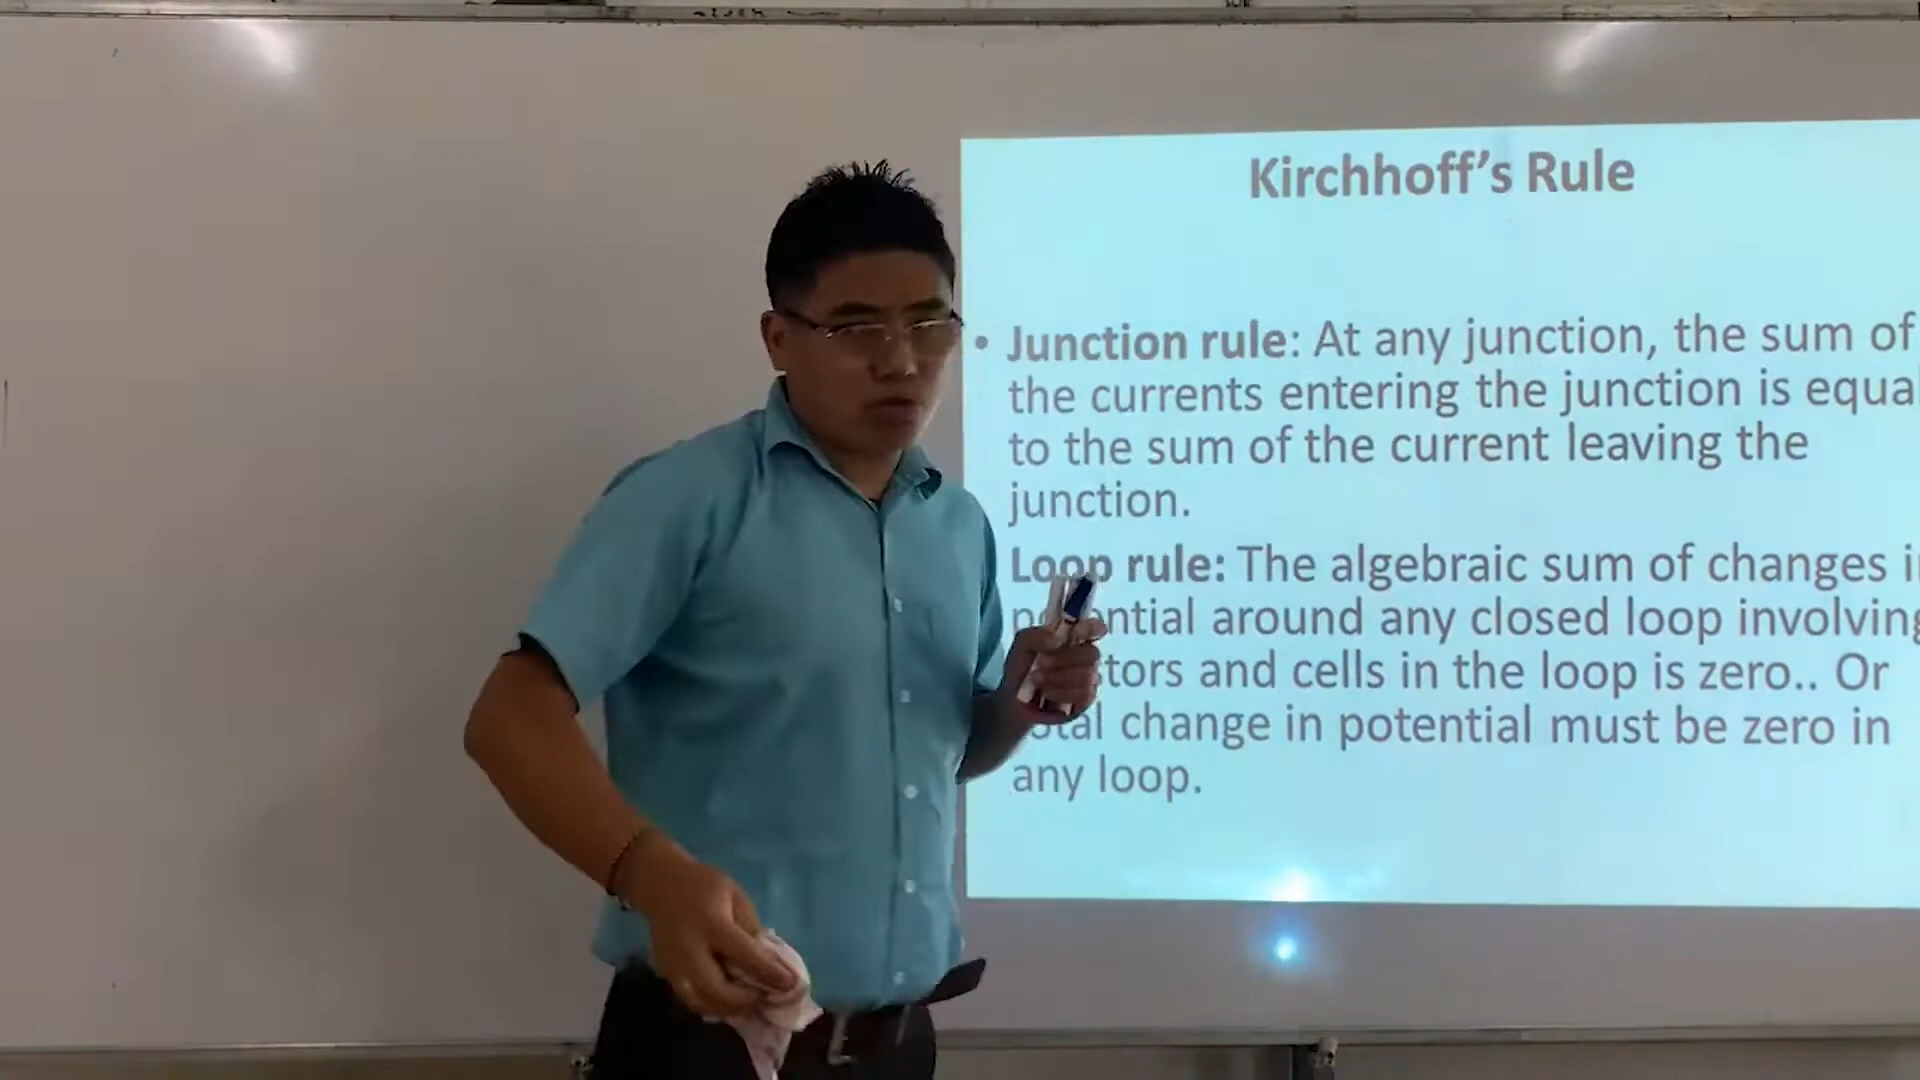 Kirchhoff's Rule
• Junction rule: At any junction, the sum of
the currents entering the junction is equa
to the sum of the current leaving the
junction.
Loop rule: The algebraic sum of changes i
ntial around any closed loop involving
tors and cells in the loop is zero.. Or
tal change in potential must be zero in
any loop.